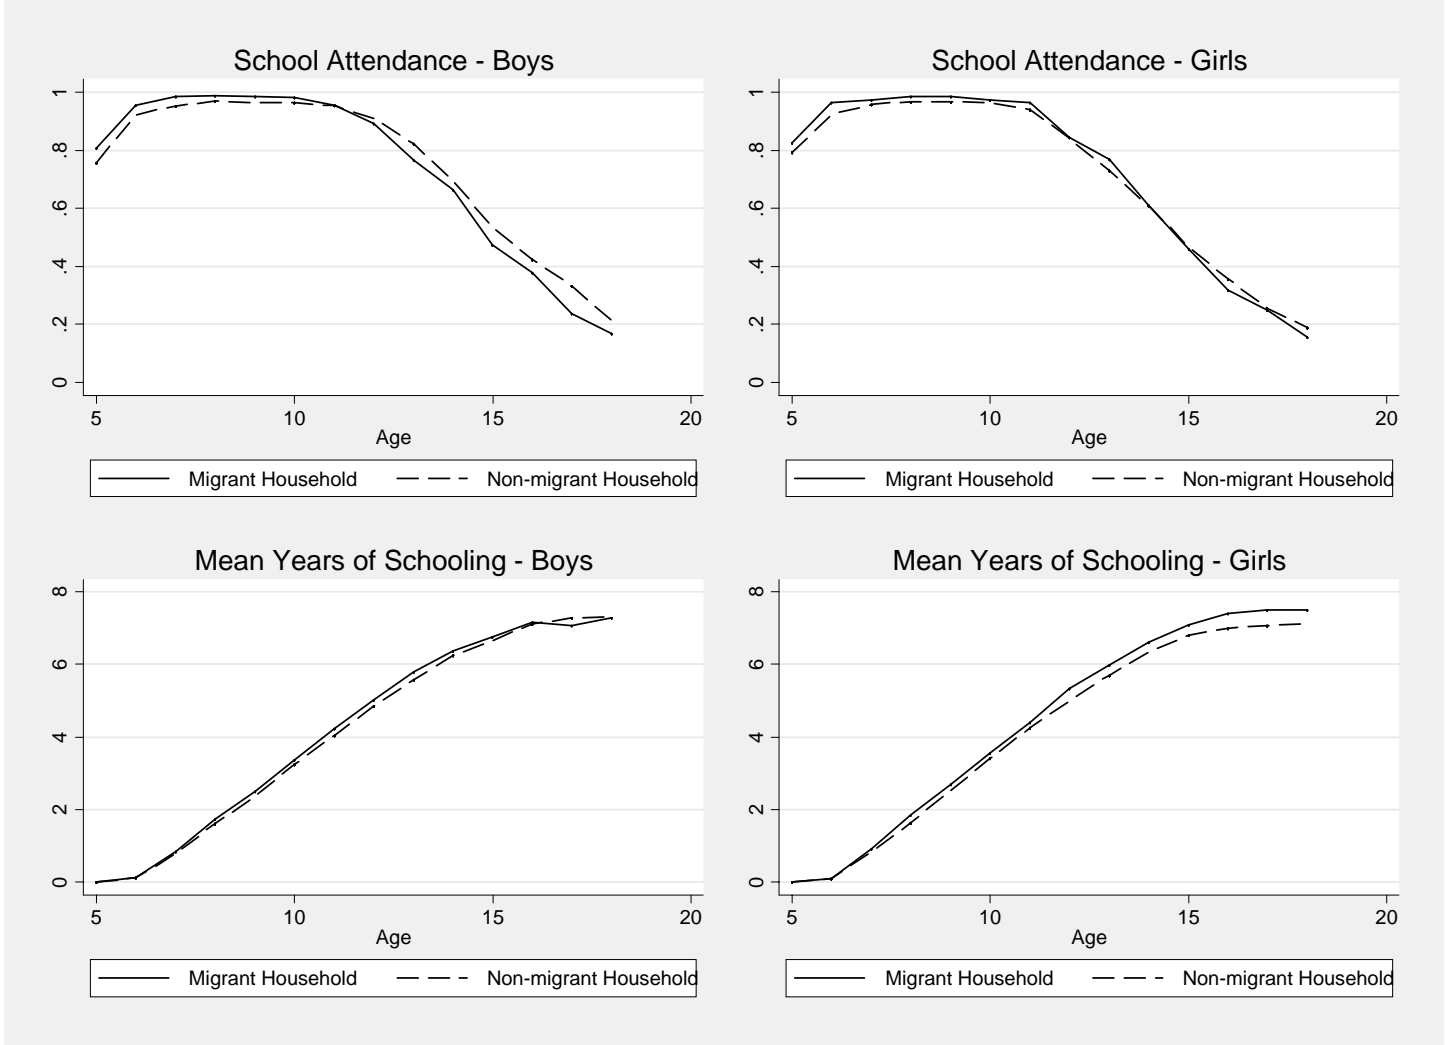 School Attendance - Boys
1
.8
.6
.4
.2
0
5 10 15 20
Age
Migrant Household Non-migrant Household
School Attendance - Girls
1
.8
.6
.4
.2
0
5 10 15 20
Age
Migrant Household Non-migrant Household
Mean Years of Schooling - Boys
8
6
4
2
0
5 10 15 20
Age
Migrant Household Non-migrant Household
Mean Years of Schooling - Girls
8
6
4
2
0
5 10 15 20
Age
Migrant Household Non-migrant Household